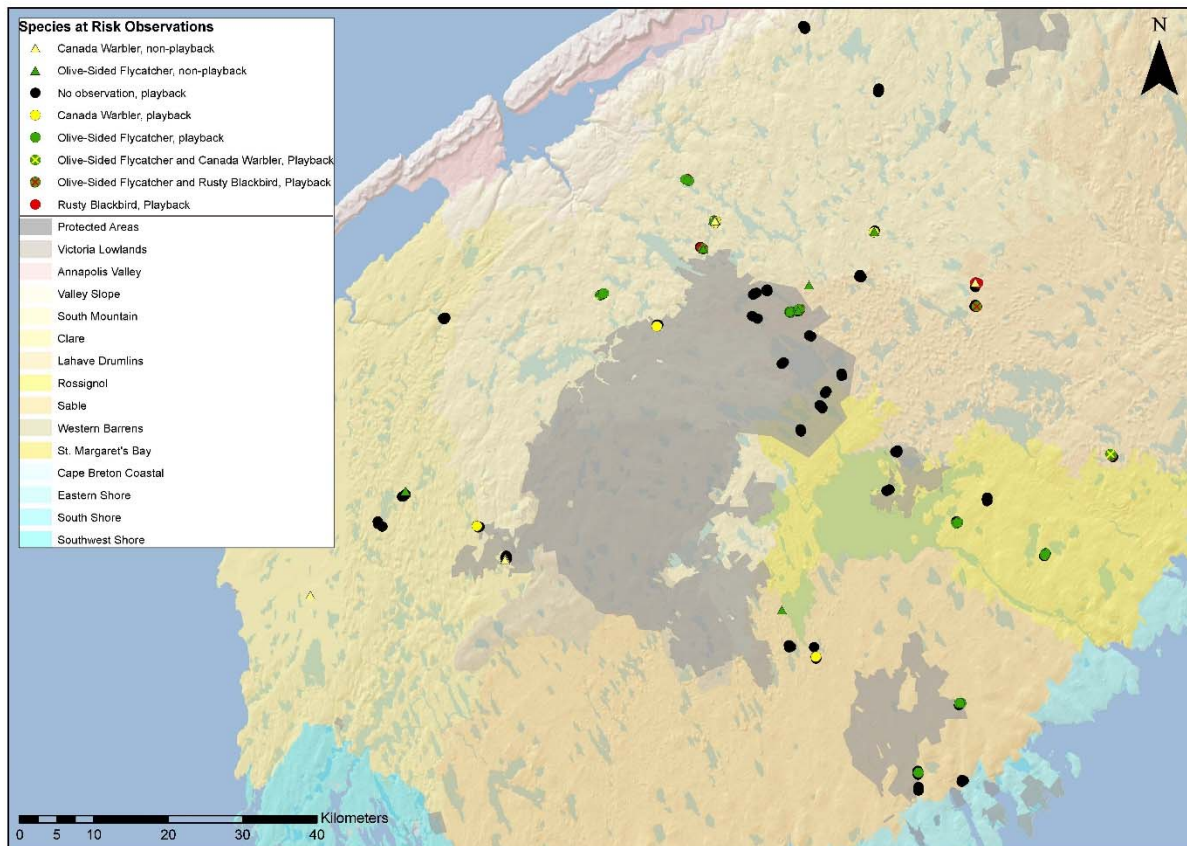 Species at Risk Observations
Canada Warbler, non-playback
Olive-Sided Flycatcher, non-playback
No observation, playback
Canada Warbler, playback
Olive-Sided Flycatcher, playback
Olive-Sided Flycatcher and Canada Warbler, Playback
Olive-Sided Flycatcher and Rusty Blackbird, Playback
Rusty Blackbird, Playback
Protected Areas
Victoria Lowlands
Annapolis Valley
Valley Slope
South Mountain
Clare
Lahave Drumlins
Rossignol
Sable
Western Barrens
St. Margaret's Bay
Cape Breton Coastal
Eastern Shore
South Shore
Southwest Shore
N
Kilometers
0 5 10 20 30 40